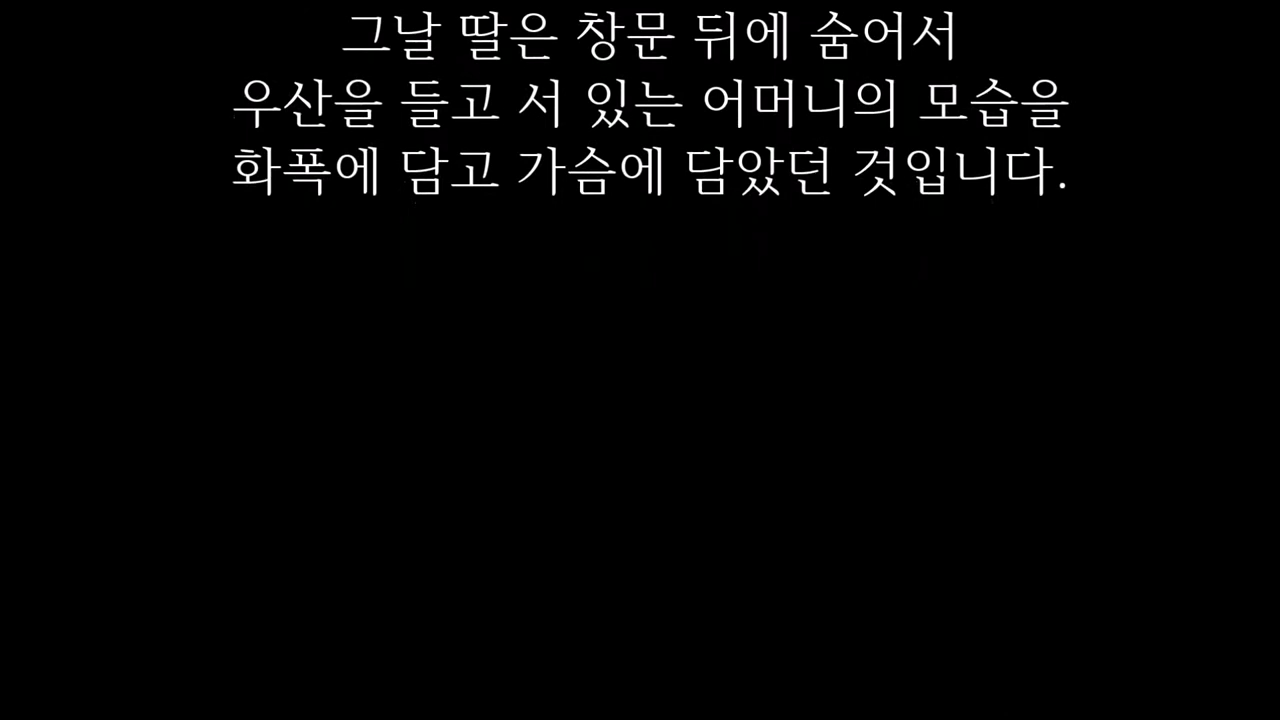 그날 딸은 창문 뒤에 숨어서
우산을 들고 서 있는 어머니의 모습을
화폭에 담고 가슴에 담았던 것입니다.